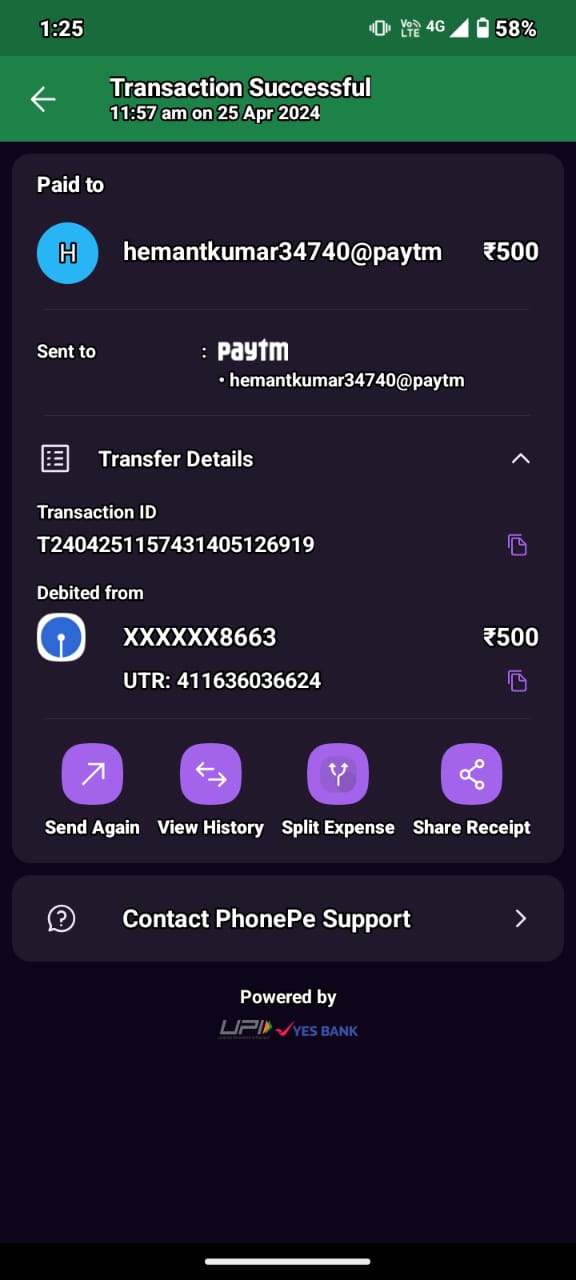 1:25 Vo)) LTE 4G 58%
Transaction Successful
11:57 am on 25 Apr 2024
Paid to
H hemantkumar34740@paytm ₹500
Sent to : paytm
• hemantkumar34740@paytm
Transfer Details
Transaction ID
T2404251157431405126919
Debited from
XXXXXX8663 ₹500
UTR: 411636036624
Send Again View History Split Expense Share Receipt
Contact PhonePe Support
Powered by
UPI YES BANK